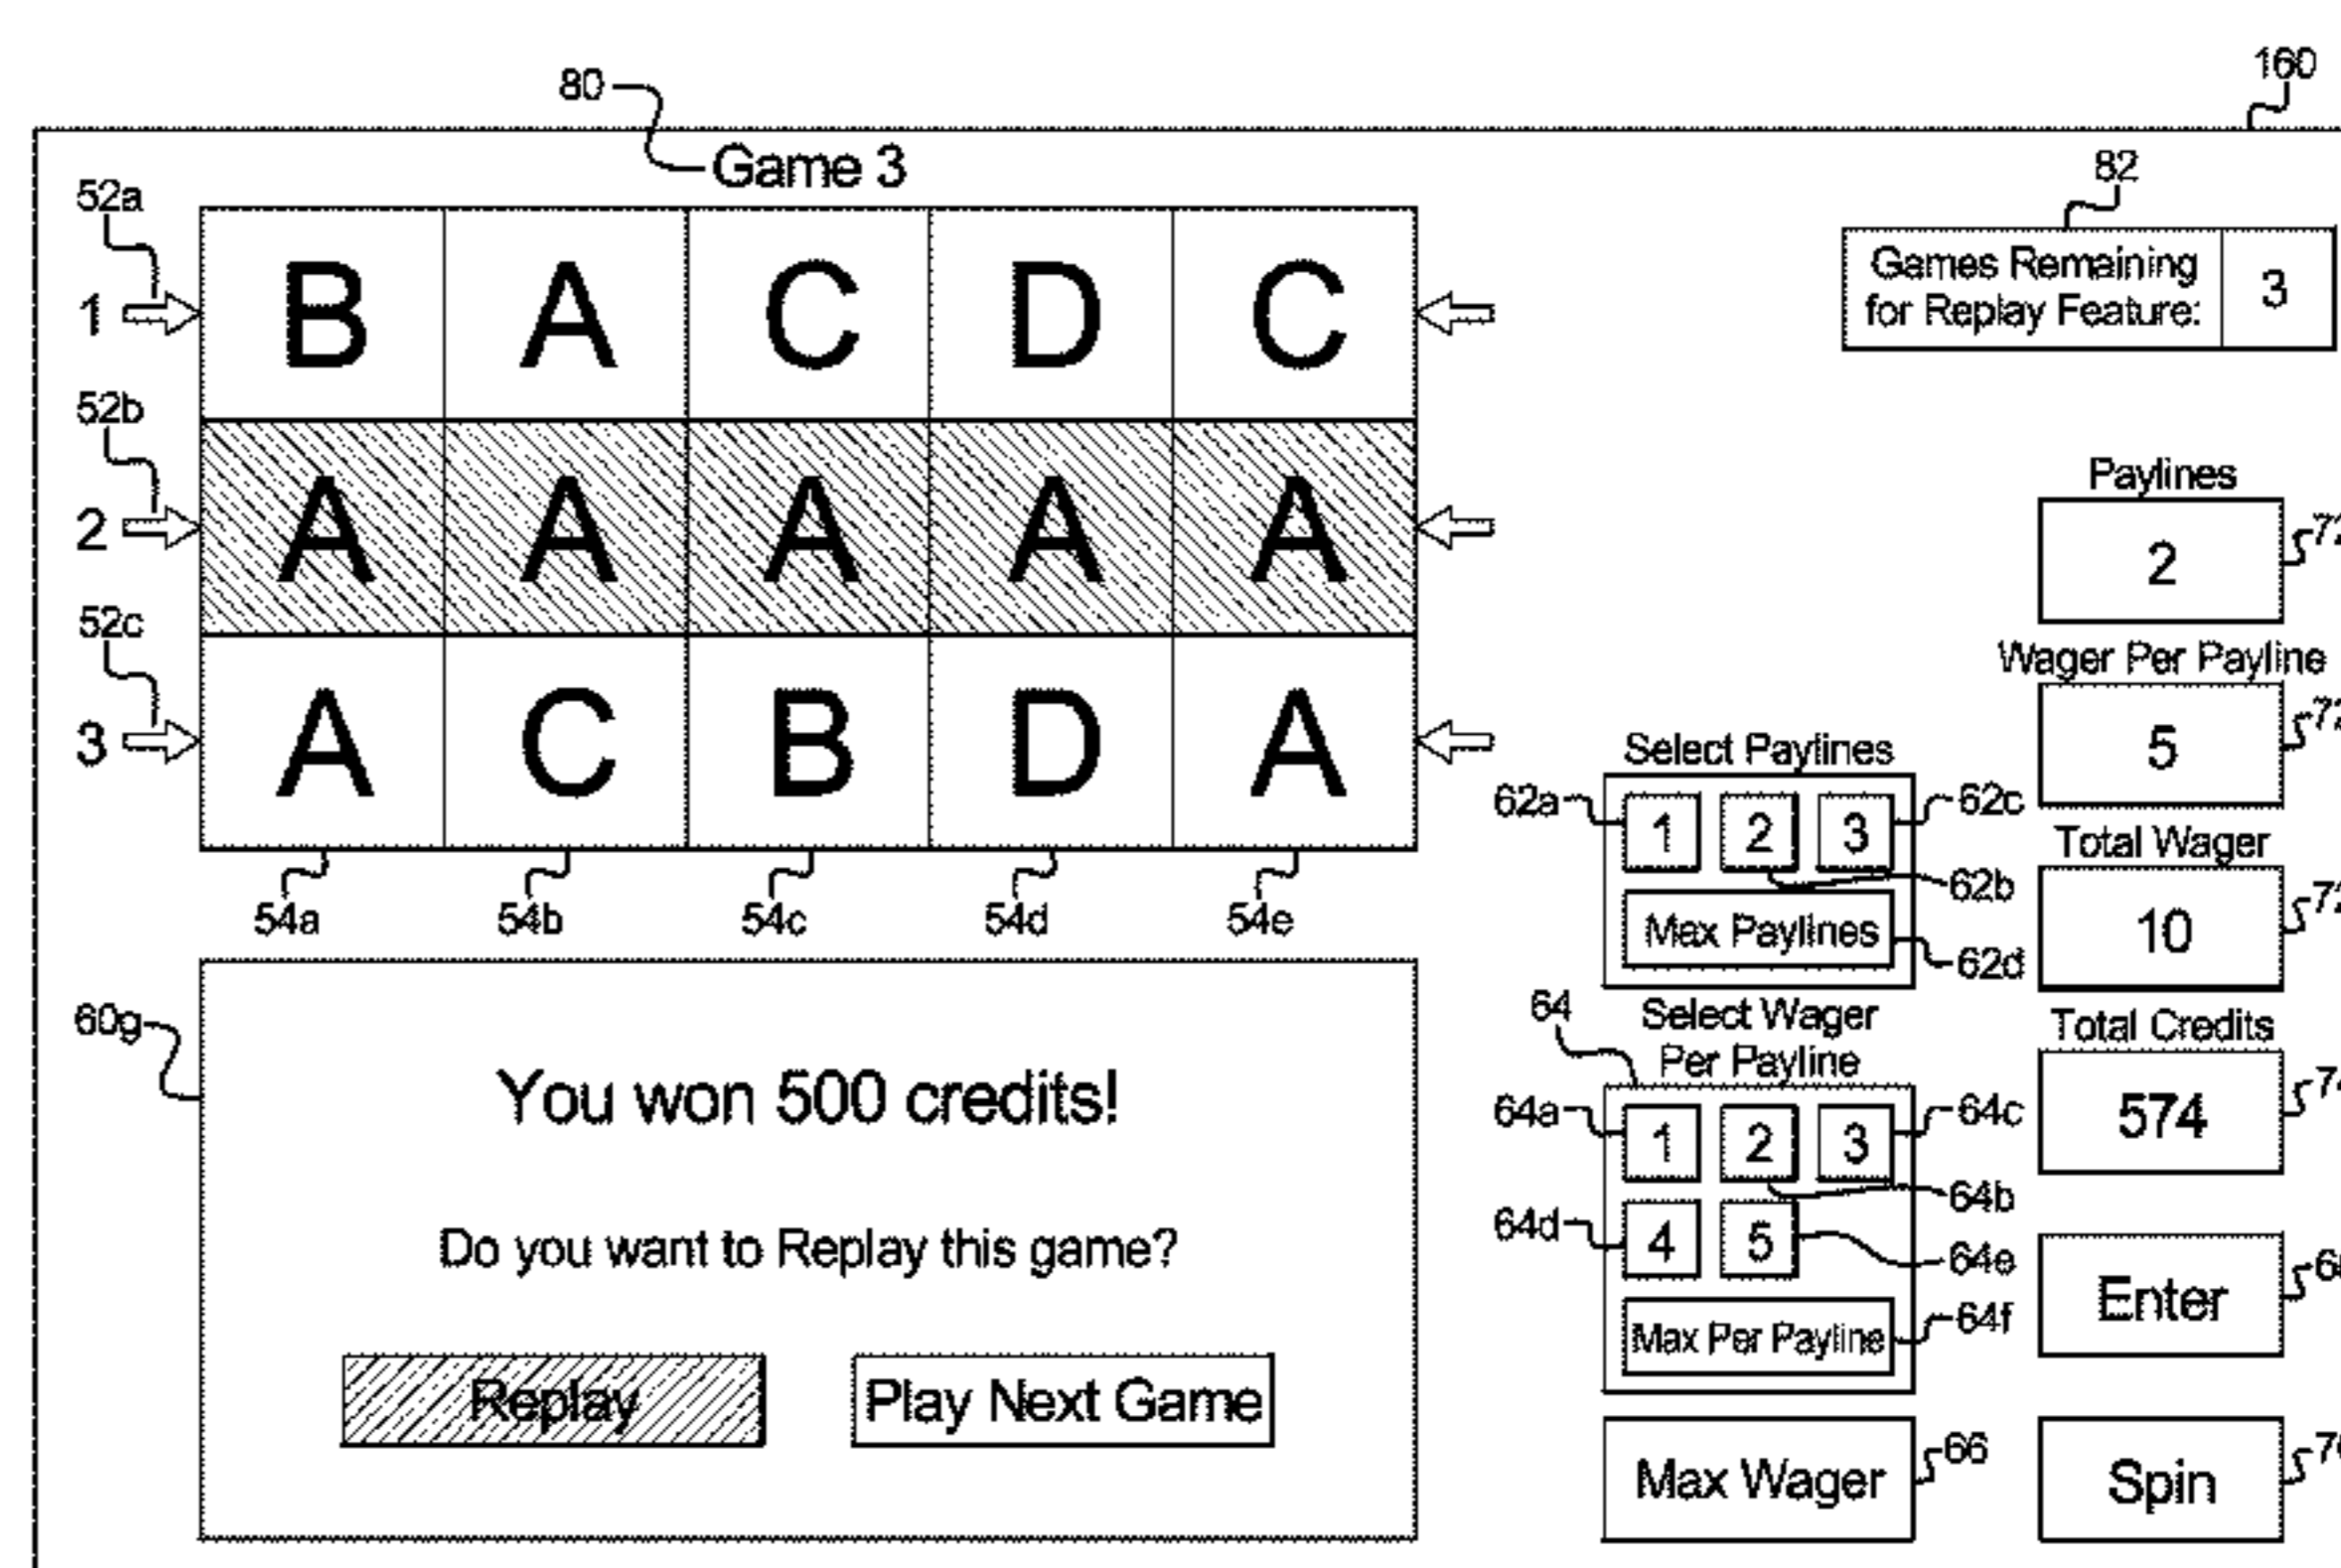 80
160
Game 3
82
52a
Games Remaining
for Replay Feature:
3
1
B A C D C
52b
Paylines
2
2
A A A A A
52c
Wager Per Payline
5
3
A C B D A
Select Paylines
62a
1 2 3
62c
Total Wager
62b
54a 54b 54c 54d 54e
Max Paylines
62d
10
60g
64
Select Wager
Per Payline
Total Credits
You won 500 credits!
64a
1 2 3
64c
574
64b
Do you want to Replay this game?
64d
4 5
64e
Enter
Max Per Payline
64f
Replay
Play Next Game
Max Wager
66
Spin